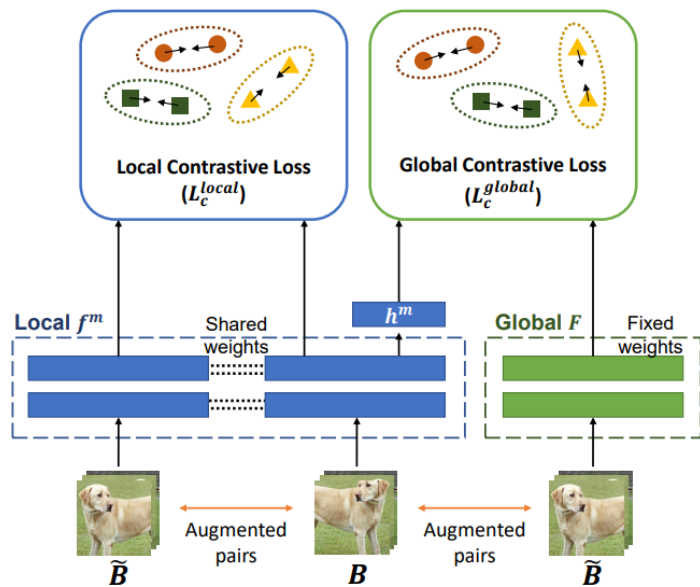 Local Contrastive Loss
(L_c^{local})
Global Contrastive Loss
(L_c^{global})
h^m
Local f^m
Shared
weights
Global F
Fixed
weights
Augmented
pairs
Augmented
pairs
B̃
B
B̃